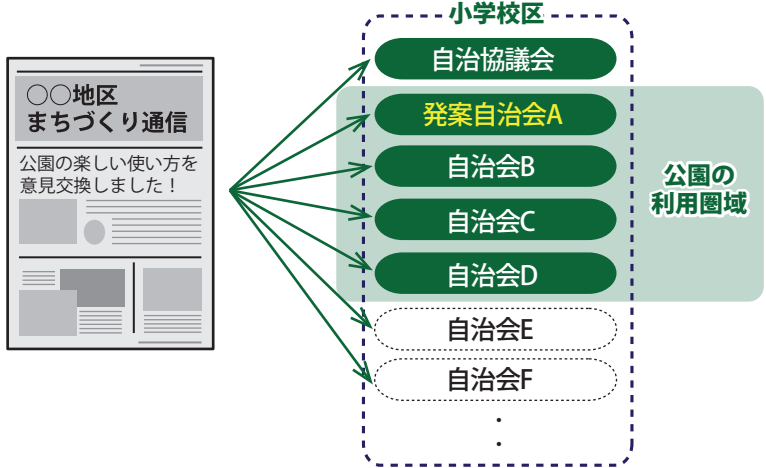 小学校区
自治協議会
〇〇地区
まちづくり通信
公園の楽しい使い方を
意見交換しました！
発案自治会A
自治会B
自治会C
自治会D
自治会E
自治会F
・
・
公園の
利用圏域